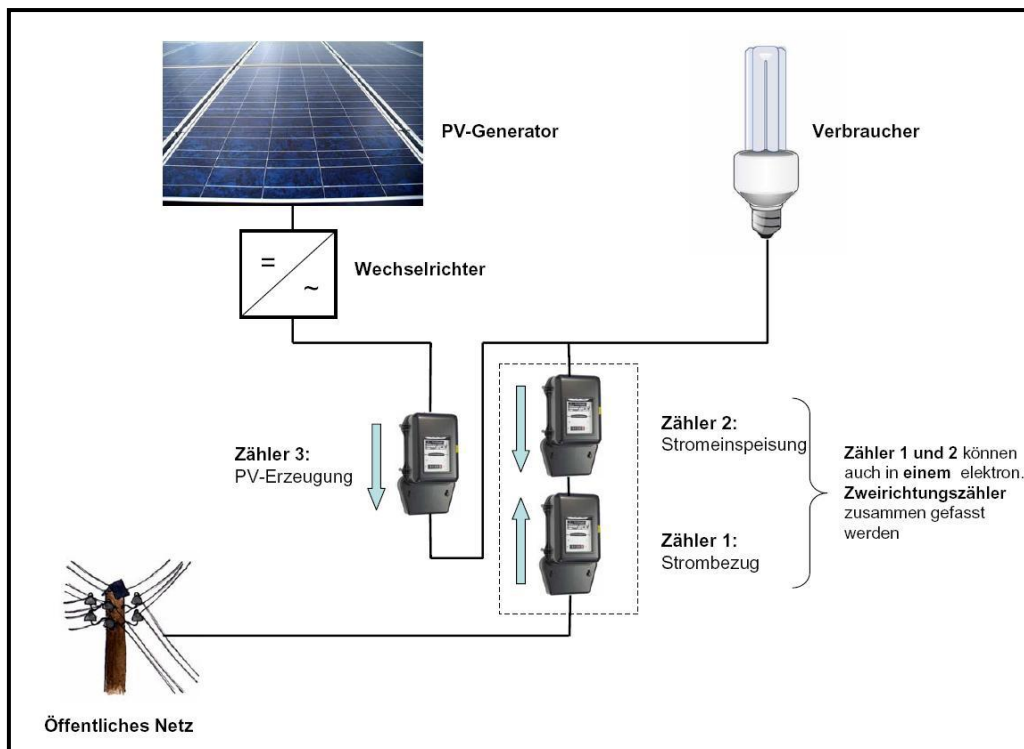 PV-Generator
Verbraucher
=
~
Wechselrichter
Zähler 3:
PV-Erzeugung
Zähler 2:
Stromeinspeisung
Zähler 1:
Strombezug
Zähler 1 und 2 können
auch in einem elektron.
Zweirichtungszähler
zusammen gefasst
werden
Öffentliches Netz